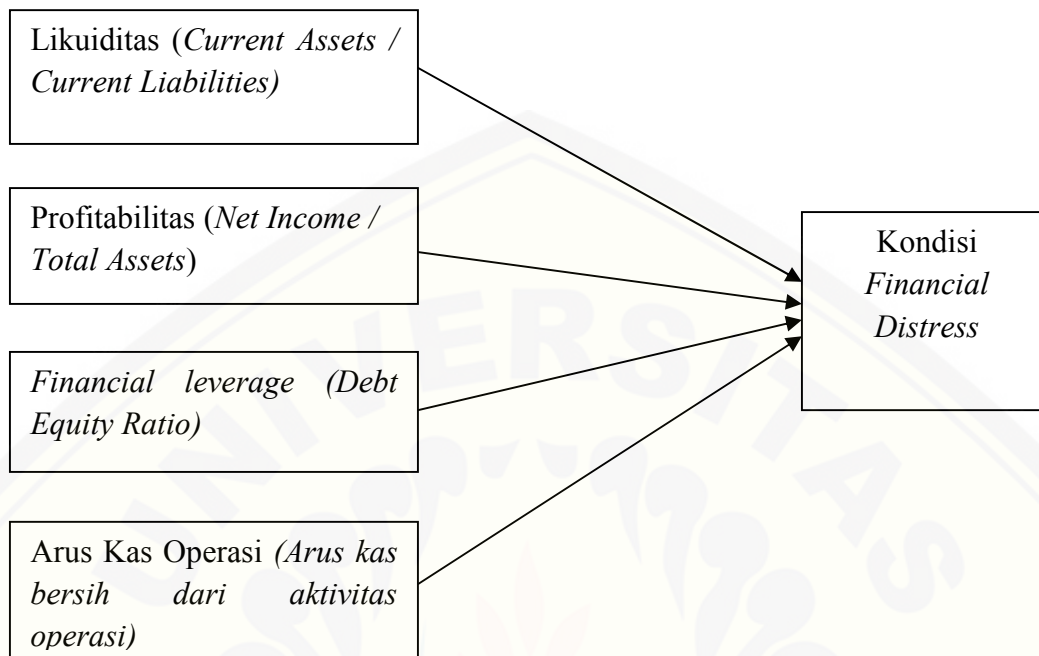 Likuiditas (Current Assets /
Current Liabilities)
Profitabilitas (Net Income /
Total Assets)
Financial leverage (Debt
Equity Ratio)
Arus Kas Operasi (Arus kas
bersih dari aktivitas
operasi)
Kondisi
Financial
Distress
UNIVERSITAS